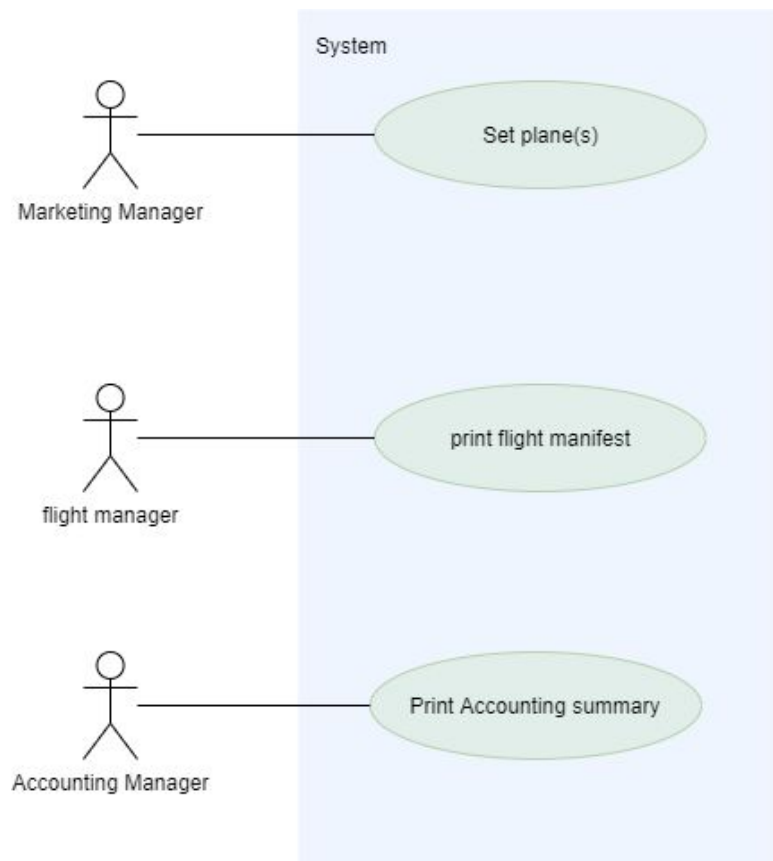 System
Set plane(s)
Marketing Manager
print flight manifest
flight manager
Print Accounting summary
Accounting Manager